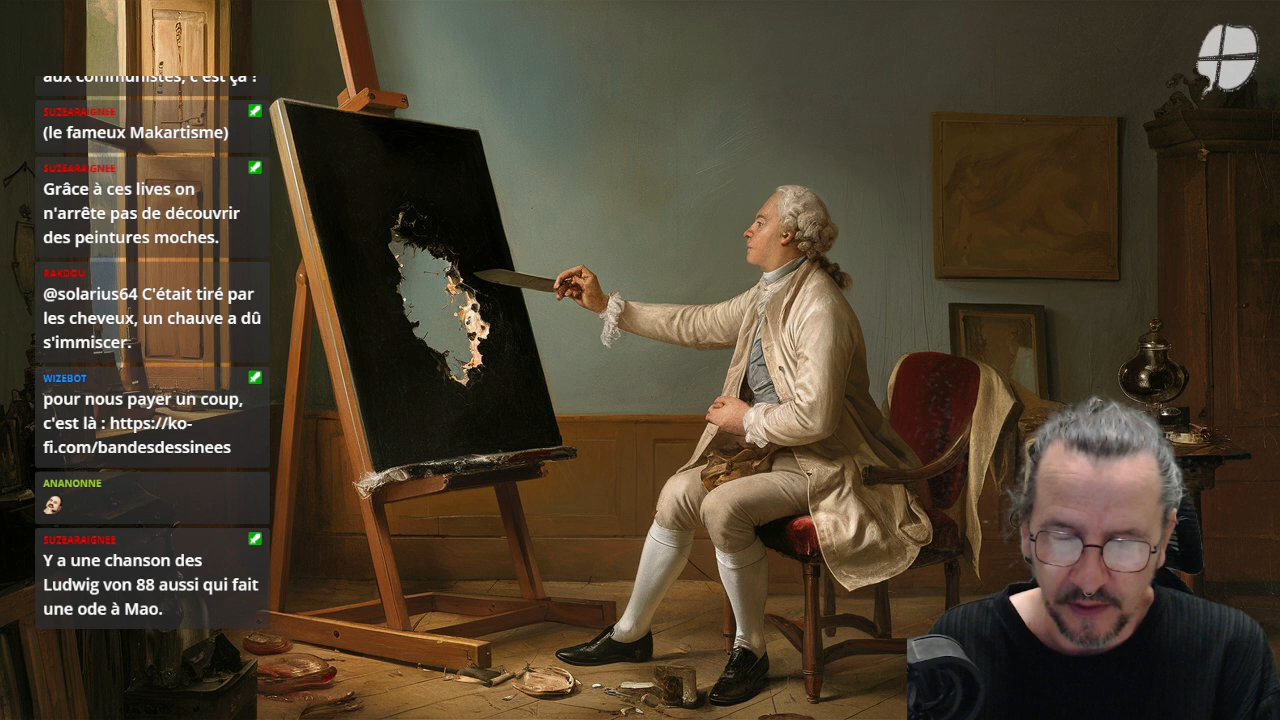 aux communistes, c'est ça ?
SUZEARAIGNEE
(le fameux Makartisme)
SUZEARAIGNEE
Grâce à ces lives on
n'arrête pas de découvrir
des peintures moches.
RAKDOU
@solarius64 C'était tiré par
les cheveux, un chauve a dû
s'immiscer.
WIZEBOT
pour nous payer un coup,
c'est là : https://ko-
fi.com/bandesdessinees
ANANONNE
SUZEARAIGNEE
Y a une chanson des
Ludwig von 88 aussi qui fait
une ode à Mao.